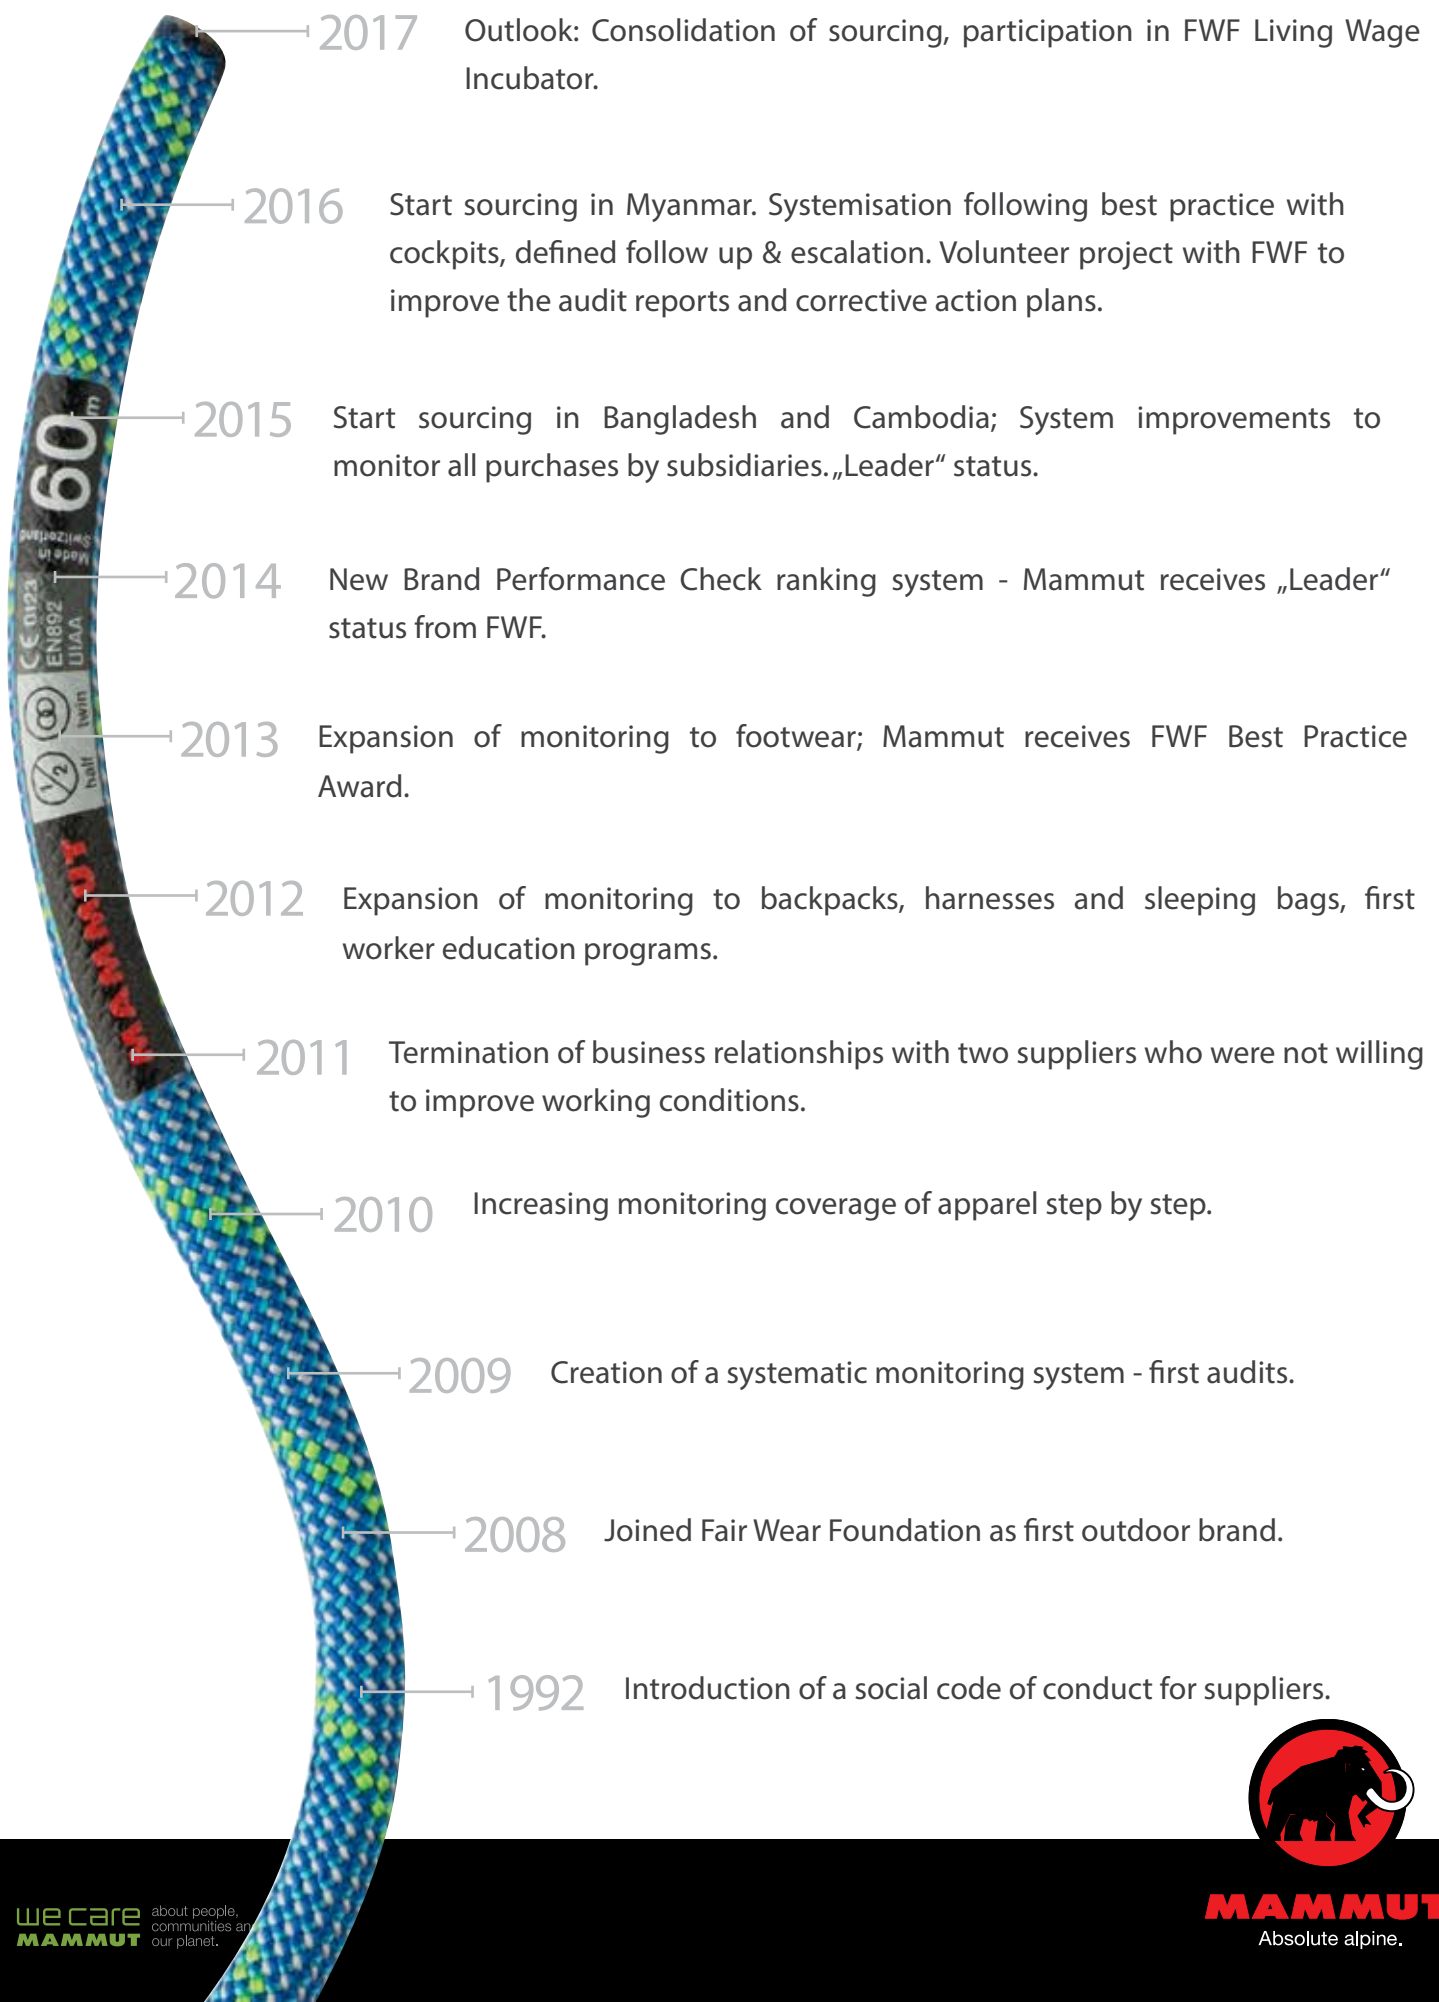 2017
Outlook: Consolidation of sourcing, participation in FWF Living Wage
Incubator.
2016
Start sourcing in Myanmar. Systemisation following best practice with
cockpits, defined follow up & escalation. Volunteer project with FWF to
improve the audit reports and corrective action plans.
2015
Start sourcing in Bangladesh and Cambodia; System improvements to
monitor all purchases by subsidiaries. „Leader“ status.
2014
New Brand Performance Check ranking system - Mammut receives „Leader“
status from FWF.
2013
Expansion of monitoring to footwear; Mammut receives FWF Best Practice
Award.
2012
Expansion of monitoring to backpacks, harnesses and sleeping bags, first
worker education programs.
2011
Termination of business relationships with two suppliers who were not willing
to improve working conditions.
2010
Increasing monitoring coverage of apparel step by step.
2009
Creation of a systematic monitoring system - first audits.
2008
Joined Fair Wear Foundation as first outdoor brand.
1992
Introduction of a social code of conduct for suppliers.
60 m
Made in
Switzerland
CE 0123
EN892
UIAA
1/2
half
twin
MAMMUT
we care
MAMMUT
about people,
communities an
our planet.
MAMMUT
Absolute alpine.